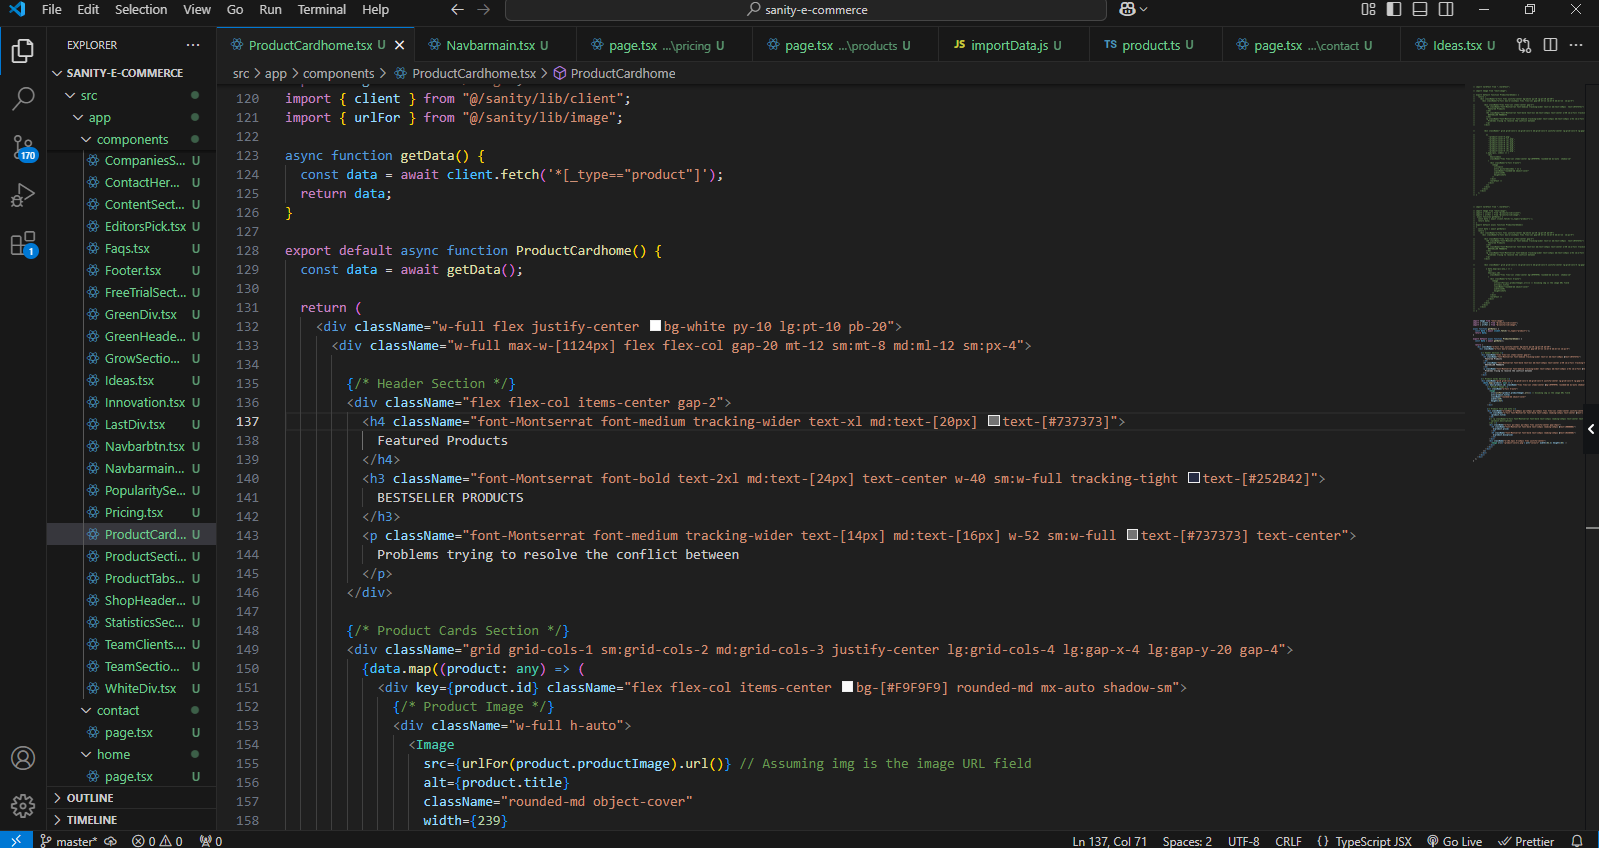 File Edit Selection View Go Run Terminal Help
sanity-e-commerce
EXPLORER
ProductCardhome.tsx U
Navbarmain.tsx U
page.tsx ...\pricing U
page.tsx ...\products U
JS importData.js U
TS product.ts U
page.tsx ...\contact U
Ideas.tsx U
SANITY-E-COMMERCE
src
app
components
CompaniesS... U
ContactHer... U
ContentSect... U
EditorsPick.tsx U
Faqs.tsx U
Footer.tsx U
FreeTrialSect... U
GreenDiv.tsx U
GreenHeade... U
GrowSectio... U
Ideas.tsx U
Innovation.tsx U
LastDiv.tsx U
Navbarbtn.tsx U
Navbarmain... U
PopularitySe... U
Pricing.tsx U
ProductCard... U
ProductSecti... U
ProductTabs... U
ShopHeader... U
StatisticsSec... U
TeamClients.... U
TeamSectio... U
WhiteDiv.tsx U
contact
page.tsx U
home
page.tsx U
OUTLINE
TIMELINE
170
1
src > app > components > ProductCardhome.tsx > ProductCardhome
120 import { client } from "@/sanity/lib/client";
121 import { urlFor } from "@/sanity/lib/image";
122
123 async function getData() {
124 const data = await client.fetch('*[_type=="product"]');
125 return data;
126 }
127
128 export default async function ProductCardhome() {
129 const data = await getData();
130
131 return (
132 <div className="w-full flex justify-center bg-white py-10 lg:pt-10 pb-20">
133 <div className="w-full max-w-[1124px] flex flex-col gap-20 mt-12 sm:mt-8 md:ml-12 sm:px-4">
134
135 {/* Header Section */}
136 <div className="flex flex-col items-center gap-2">
137 <h4 className="font-Montserrat font-medium tracking-wider text-xl md:text-[20px] text-[#737373]">
138 Featured Products
139 </h4>
140 <h3 className="font-Montserrat font-bold text-2xl md:text-[24px] text-center w-40 sm:w-full tracking-tight text-[#252B42]">
141 BESTSELLER PRODUCTS
142 </h3>
143 <p className="font-Montserrat font-medium tracking-wider text-[14px] md:text-[16px] w-52 sm:w-full text-[#737373] text-center">
144 Problems trying to resolve the conflict between
145 </p>
146 </div>
147
148 {/* Product Cards Section */}
149 <div className="grid grid-cols-1 sm:grid-cols-2 md:grid-cols-3 justify-center lg:grid-cols-4 lg:gap-x-4 lg:gap-y-20 gap-4">
150 {data.map((product: any) => (
151 <div key={product.id} className="flex flex-col items-center bg-[#F9F9F9] rounded-md mx-auto shadow-sm">
152 {/* Product Image */}
153 <div className="w-full h-auto">
154 <Image
155 src={urlFor(product.productImage).url()} // Assuming img is the image URL field
156 alt={product.title}
157 className="rounded-md object-cover"
158 width={239}
master* 0 0 0
Ln 137, Col 71 Spaces: 2 UTF-8 CRLF {} TypeScript JSX Go Live Prettier